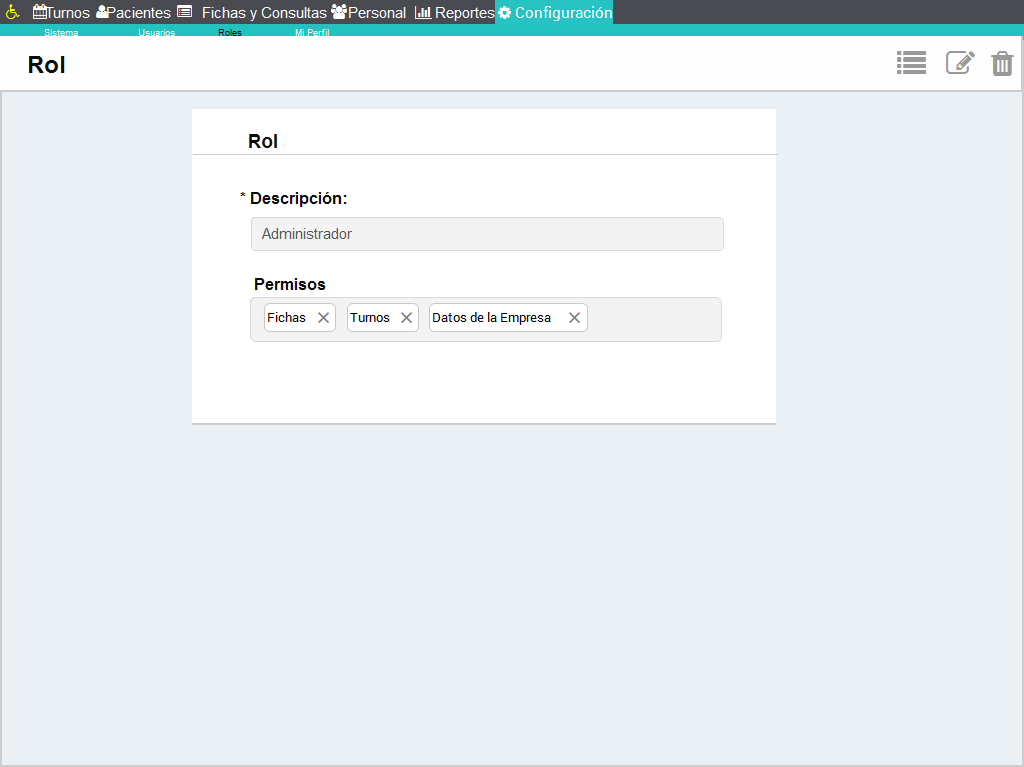 Turnos Pacientes Fichas y Consultas Personal Reportes Configuración
Sistema Usuarios Roles Mi Perfil
Rol
Rol
* Descripción:
Administrador
Permisos
Fichas Turnos Datos de la Empresa